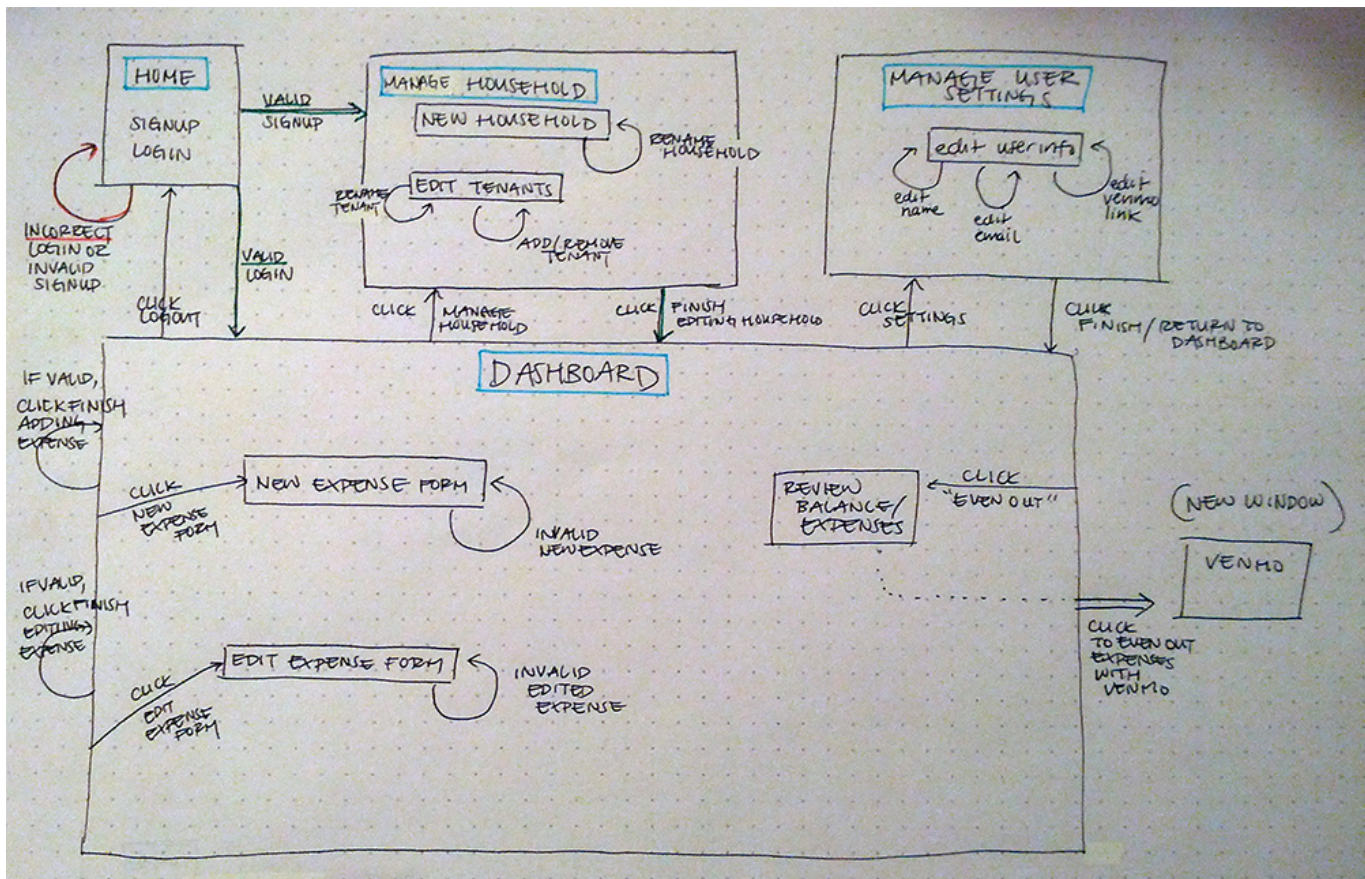 HOME
SIGNUP
LOGIN
INCORRECT
LOGIN OR
INVALID
SIGNUP
VALID
SIGNUP
VALID
LOGIN
CLICK
LOGOUT
MANAGE HOUSEHOLD
NEW HOUSEHOLD
RENAME
HOUSEHOLD
EDIT TENANTS
RENAME
TENANT
ADD/REMOVE
TENANT
MANAGE USER
SETTINGS
edit userinfo
edit
name
edit
email
edit
venmo
link
CLICK MANAGE
HOUSEHOLD
CLICK FINISH
EDITING HOUSEHOLD
CLICK
SETTINGS
CLICK
FINISH/RETURN TO
DASHBOARD
DASHBOARD
IF VALID,
CLICK FINISH
ADDING
EXPENSE
CLICK
NEW
EXPENSE
FORM
NEW EXPENSE FORM
INVALID
NEW EXPENSE
REVIEW
BALANCE/
EXPENSES
CLICK
"EVEN OUT"
(NEW WINDOW)
VENMO
CLICK
TO EVEN OUT
EXPENSES
WITH
VENMO
IF VALID,
CLICK FINISH
EDITING
EXPENSE
CLICK
EDIT
EXPENSE
FORM
EDIT EXPENSE FORM
INVALID
EDITED
EXPENSE